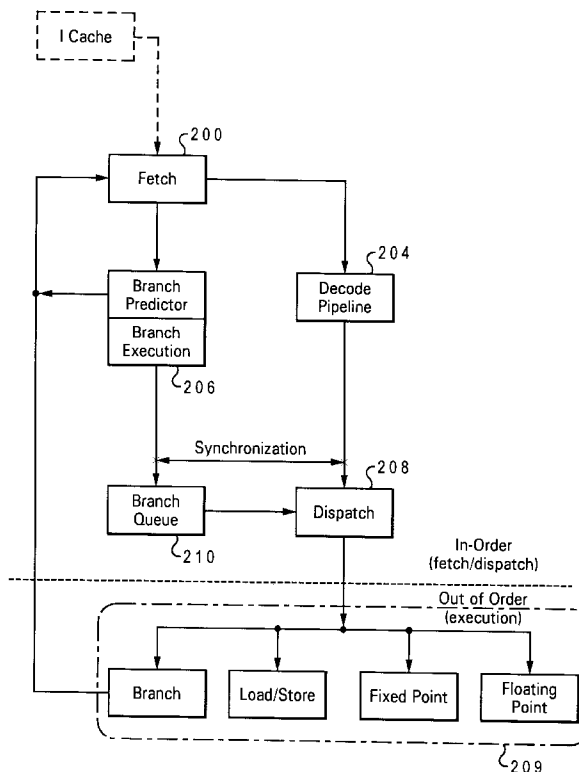 I Cache
200
Fetch
204
Branch
Predictor
Decode
Pipeline
Branch
Execution
206
Synchronization
208
Branch
Queue
Dispatch
210
In-Order
(fetch/dispatch)
Out of Order
(execution)
Branch
Load/Store
Fixed Point
Floating
Point
209